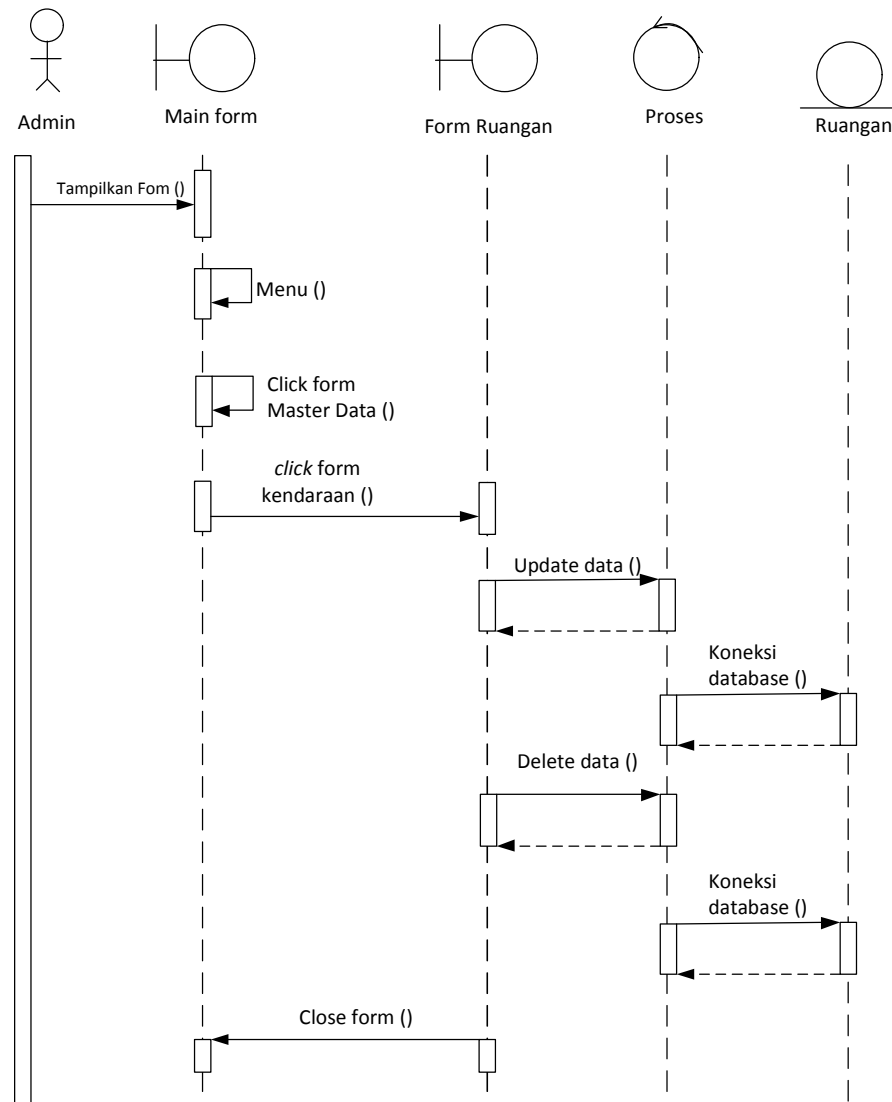 Admin
Main form
Form Ruangan
Proses
Ruangan
Tampilkan Fom ()
Menu ()
Click form
Master Data ()
click form
kendaraan ()
Update data ()
Koneksi
database ()
Delete data ()
Koneksi
database ()
Close form ()